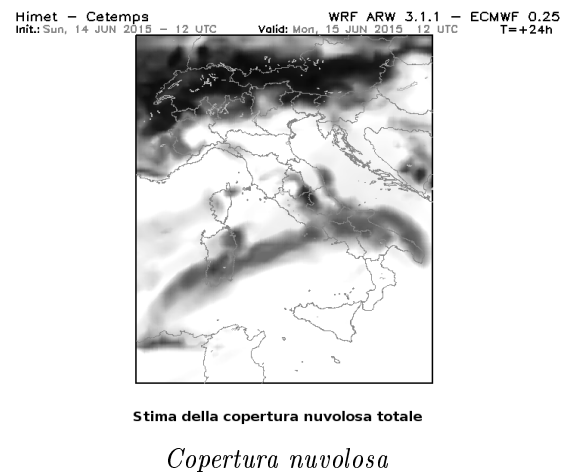 Himet – Cetemps WRF ARW 3.1.1 – ECMWF 0.25
Init.: Sun, 14 JUN 2015 – 12 UTC Valid: Mon, 15 JUN 2015 12 UTC T=+24h
Stima della copertura nuvolosa totale
Copertura nuvolosa